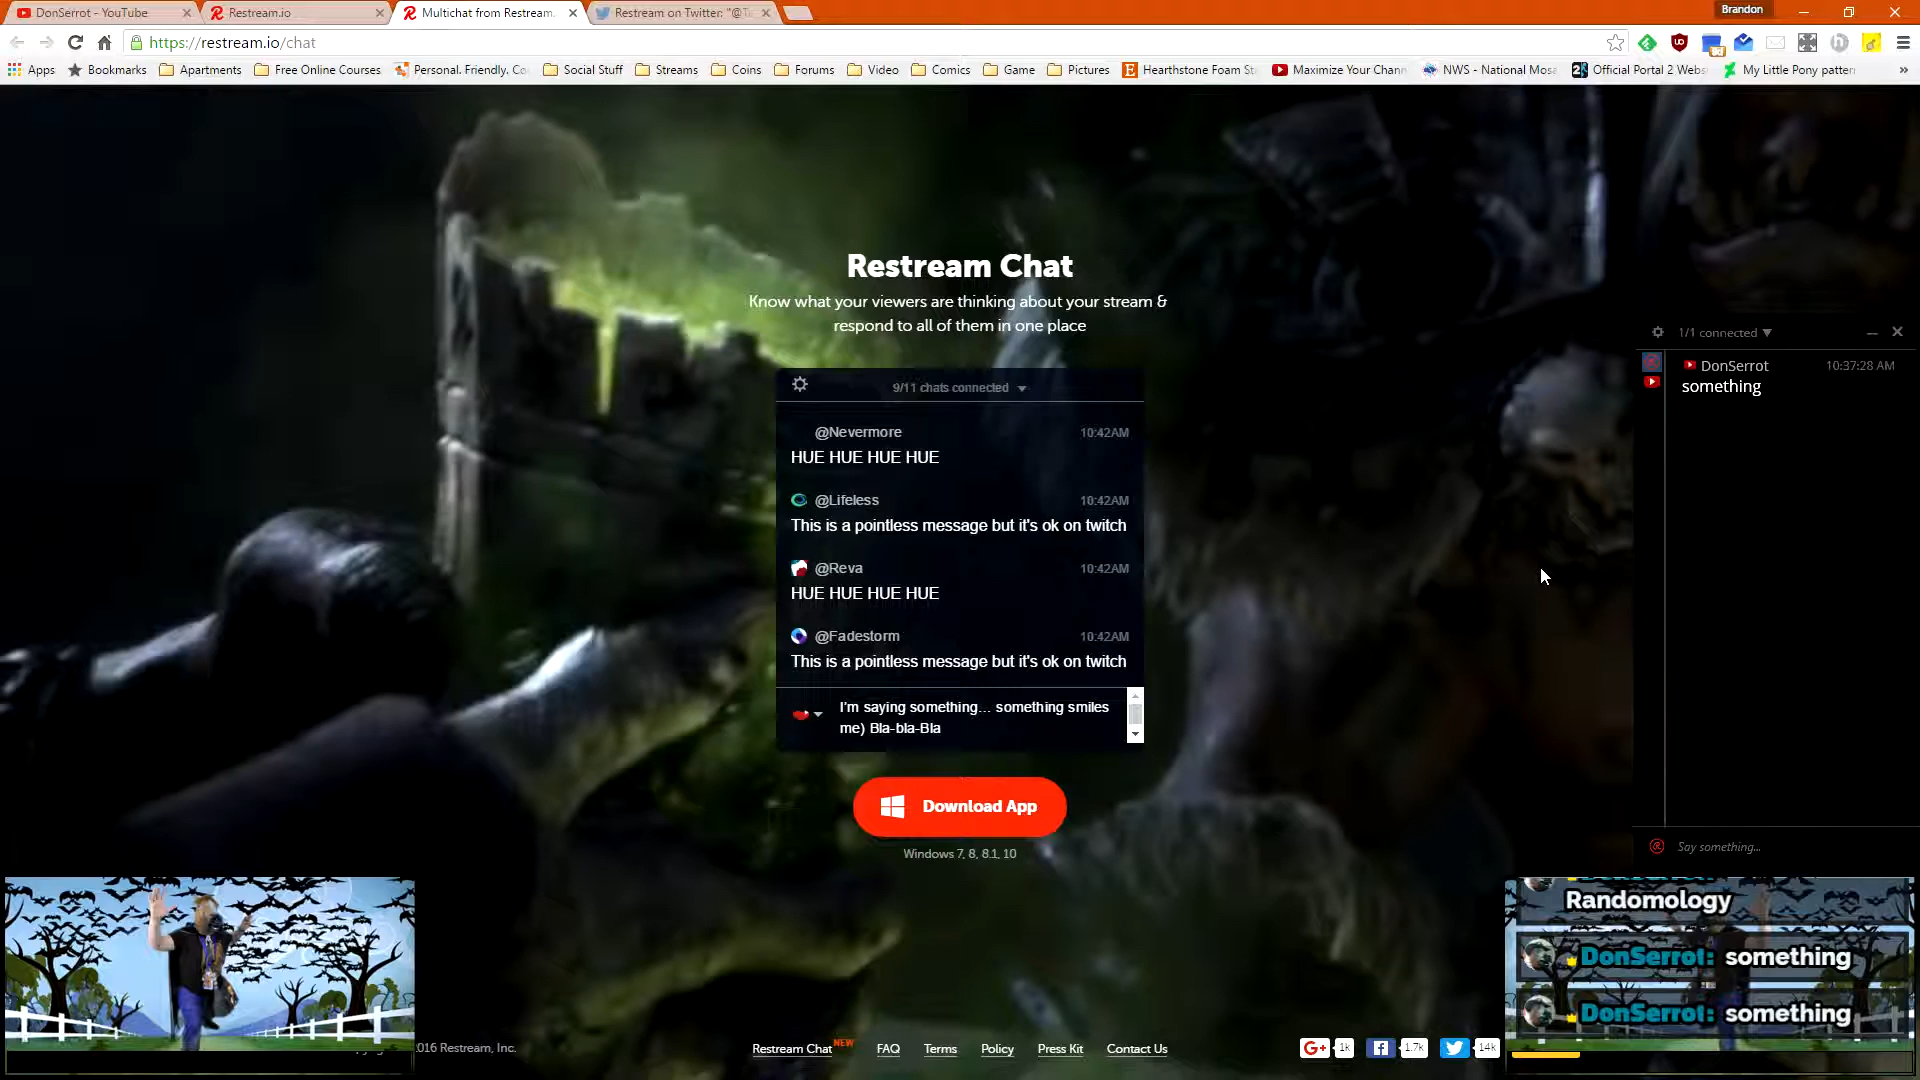 DonSerrot - YouTube
Restream.io
Multichat from Restream.
Restream on Twitter: "@T
Brandon
https://restream.io/chat
Apps
Bookmarks
Apartments
Free Online Courses
Personal. Friendly. Co
Social Stuff
Streams
Coins
Forums
Video
Comics
Game
Pictures
Hearthstone Foam St
Maximize Your Chann
NWS - National Mosa
Official Portal 2 Webs
My Little Pony patter
Restream Chat
Know what your viewers are thinking about your stream &
respond to all of them in one place
9/11 chats connected
@Nevermore 10:42AM
HUE HUE HUE HUE
@Lifeless 10:42AM
This is a pointless message but it's ok on twitch
@Reva 10:42AM
HUE HUE HUE HUE
@Fadestorm 10:42AM
This is a pointless message but it's ok on twitch
I'm saying something... something smiles
me) Bla-bla-Bla
Download App
Windows 7, 8, 8.1, 10
1/1 connected
DonSerrot 10:37:28 AM
something
Say something...
Randomology
DonSerrot: something
DonSerrot: something
2016 Restream, Inc.
Restream Chat NEW
FAQ
Terms
Policy
Press Kit
Contact Us
G+ 1k
1.7k
14k